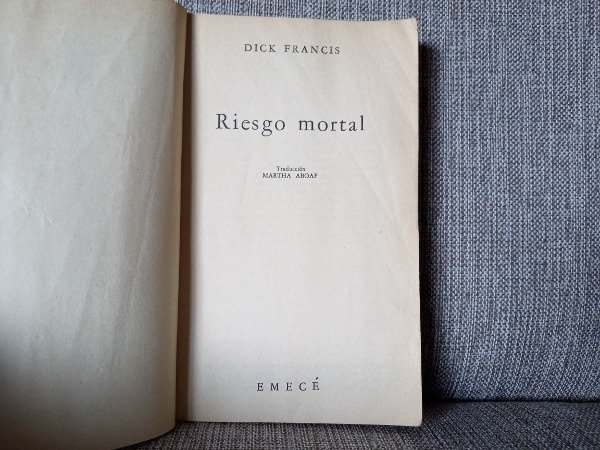 DICK FRANCIS
Riesgo mortal
Traducción
MARTHA ABOAF
EMECÉ